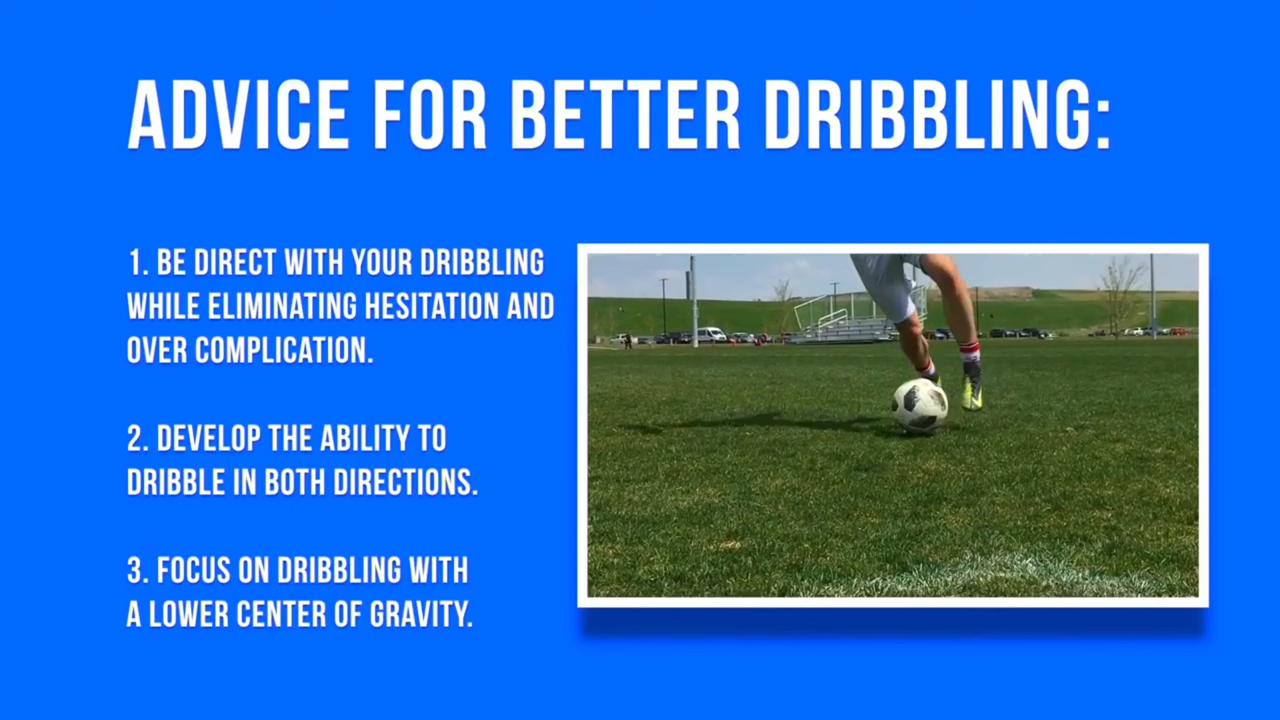 ADVICE FOR BETTER DRIBBLING:
1. BE DIRECT WITH YOUR DRIBBLING
WHILE ELIMINATING HESITATION AND
OVER COMPLICATION.
2. DEVELOP THE ABILITY TO
DRIBBLE IN BOTH DIRECTIONS.
3. FOCUS ON DRIBBLING WITH
A LOWER CENTER OF GRAVITY.